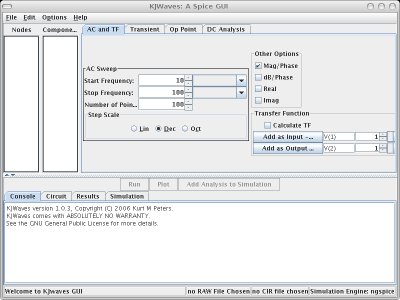 KJWaves: A Spice GUI
File Edit Options Help
Nodes Compone...
AC and TF Transient Op Point DC Analysis
AC Sweep
Start Frequency: 10
Stop Frequency: 100
Number of Poin... 100
Step Scale
Lin Dec Oct
Other Options
Mag/Phase
dB/Phase
Real
Imag
Transfer Function
Calculate TF
Add as Input -... V(1) 1
Add as Output ... V(2) 1
Run Plot Add Analysis to Simulation
Console Circuit Results Simulation
KJWaves version 1.0.3, Copyright (C) 2006 Kurt M Peters.
KJWaves comes with ABSOLUTELY NO WARRANTY.
See the GNU General Public License for more details.
Welcome to KJwaves GUI no RAW File Chosen no CIR file chosen Simulation Engine: ngspice